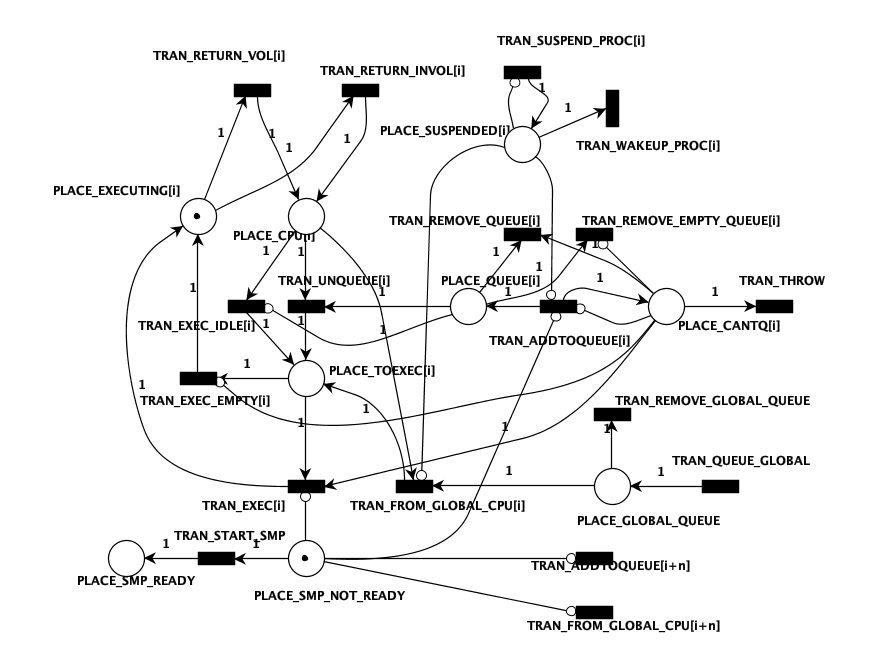 TRAN_SUSPEND_PROC[i]
TRAN_RETURN_VOL[i]
TRAN_RETURN_INVOL[i]
1
1
1
1
1
1
PLACE_SUSPENDED[i]
TRAN_WAKEUP_PROC[i]
PLACE_EXECUTING[i]
TRAN_REMOVE_QUEUE[i]
TRAN_REMOVE_EMPTY_QUEUE[i]
PLACE_CPU[i]
1
1
1
1
1
TRAN_UNQUEUE[i]
PLACE_QUEUE[i]
1
TRAN_THROW
1
1
1
1
1
1
1
TRAN_EXEC_IDLE[i]
1
PLACE_CANTQ[i]
TRAN_ADDTOQUEUE[i]
1
PLACE_TOEXEC[i]
1
TRAN_EXEC_EMPTY[i]
1
TRAN_REMOVE_GLOBAL_QUEUE
1
1
1
TRAN_QUEUE_GLOBAL
1
1
TRAN_EXEC[i]
TRAN_FROM_GLOBAL_CPU[i]
PLACE_GLOBAL_QUEUE
TRAN_START_SMP
1
1
TRAN_ADDTOQUEUE[i+n]
PLACE_SMP_READY
PLACE_SMP_NOT_READY
TRAN_FROM_GLOBAL_CPU[i+n]